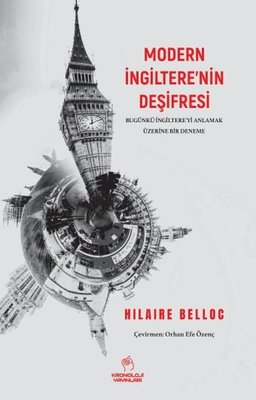 MODERN
İNGİLTERE'NİN
DEŞİFRESİ
BUGÜNKÜ İNGİLTERE'Yİ ANLAMAK
ÜZERİNE BİR DENEME
HILAIRE BELLOC
Çevirmen: Orhan Efe Özenç
KRONOLOJİ
YAYINLARI